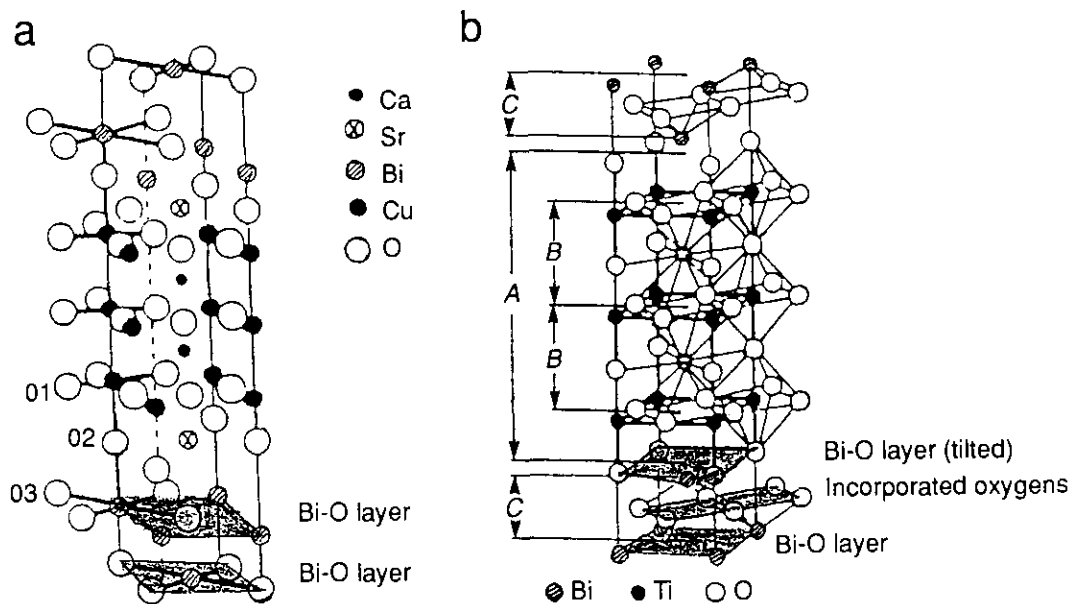 a
Ca
Sr
Bi
Cu
O
01
02
03
Bi-O layer
Bi-O layer
b
C
A
B
B
C
Bi-O layer (tilted)
Incorporated oxygens
Bi-O layer
Bi Ti O